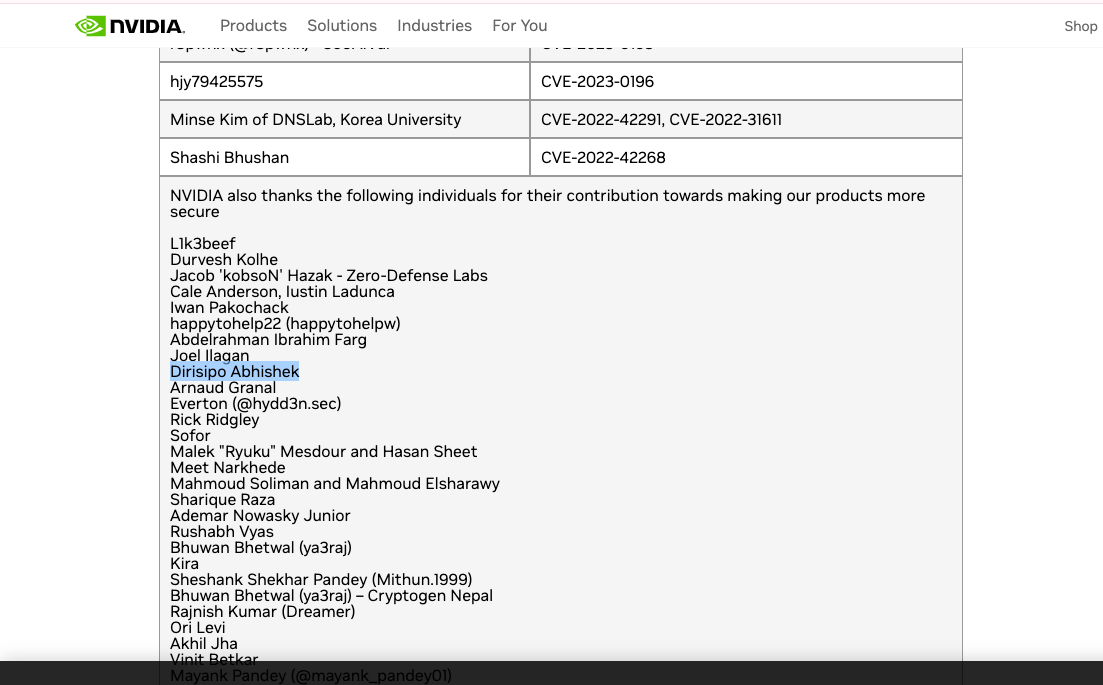 NVIDIA.
Products Solutions Industries For You Shop
hjy79425575 CVE-2023-0196
Minse Kim of DNSLab, Korea University CVE-2022-42291, CVE-2022-31611
Shashi Bhushan CVE-2022-42268
NVIDIA also thanks the following individuals for their contribution towards making our products more
secure
L1k3beef
Durvesh Kolhe
Jacob 'kobsoN' Hazak - Zero-Defense Labs
Cale Anderson, Iustin Ladunca
Iwan Pakochack
happytohelp22 (happytohelpw)
Abdelrahman Ibrahim Farg
Joel Ilagan
Dirisipo Abhishek
Arnaud Granal
Everton (@hydd3n.sec)
Rick Ridgley
Sofor
Malek "Ryuku" Mesdour and Hasan Sheet
Meet Narkhede
Mahmoud Soliman and Mahmoud Elsharawy
Sharique Raza
Ademar Nowasky Junior
Rushabh Vyas
Bhuwan Bhetwal (ya3raj)
Kira
Sheshank Shekhar Pandey (Mithun.1999)
Bhuwan Bhetwal (ya3raj) – Cryptogen Nepal
Rajnish Kumar (Dreamer)
Ori Levi
Akhil Jha
Vinit Betkar
Mayank Pandey (@mayank_pandey01)